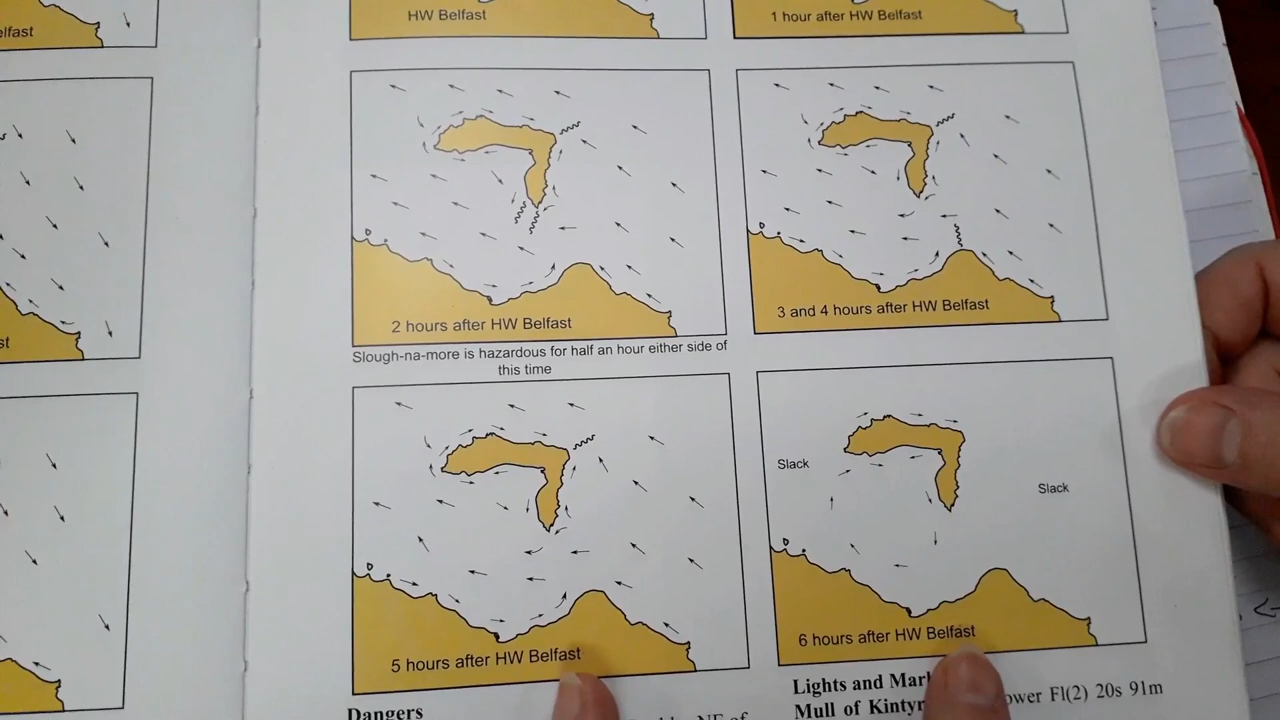 elfast
HW Belfast
1 hour after HW Belfast
2 hours after HW Belfast
3 and 4 hours after HW Belfast
st
Slough-na-more is hazardous for half an hour either side of
this time
Slack
Slack
5 hours after HW Belfast
6 hours after HW Belfast
Dangers
NE of
Lights and Mar
Mull of Kintyr
ower Fl(2) 20s 91m